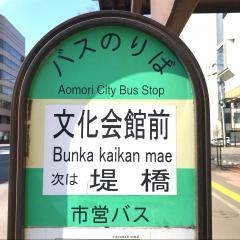 バスのりば
Aomori City Bus Stop
文化会館前
Bunka kaikan mae
次は 堤橋
市営バス